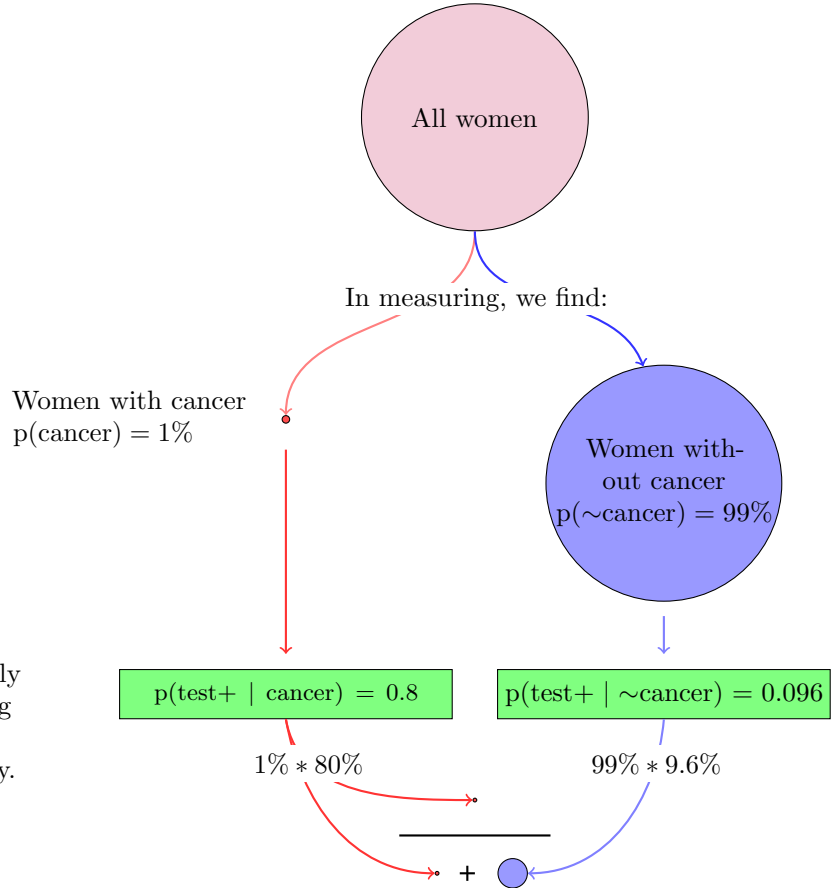 All women
In measuring, we find:
Women with cancer
p(cancer) = 1%
Women with-
out cancer
p(∼cancer) = 99%
p(test+ | cancer) = 0.8
p(test+ | ∼cancer) = 0.096
1% ∗ 80%
99% ∗ 9.6%
+